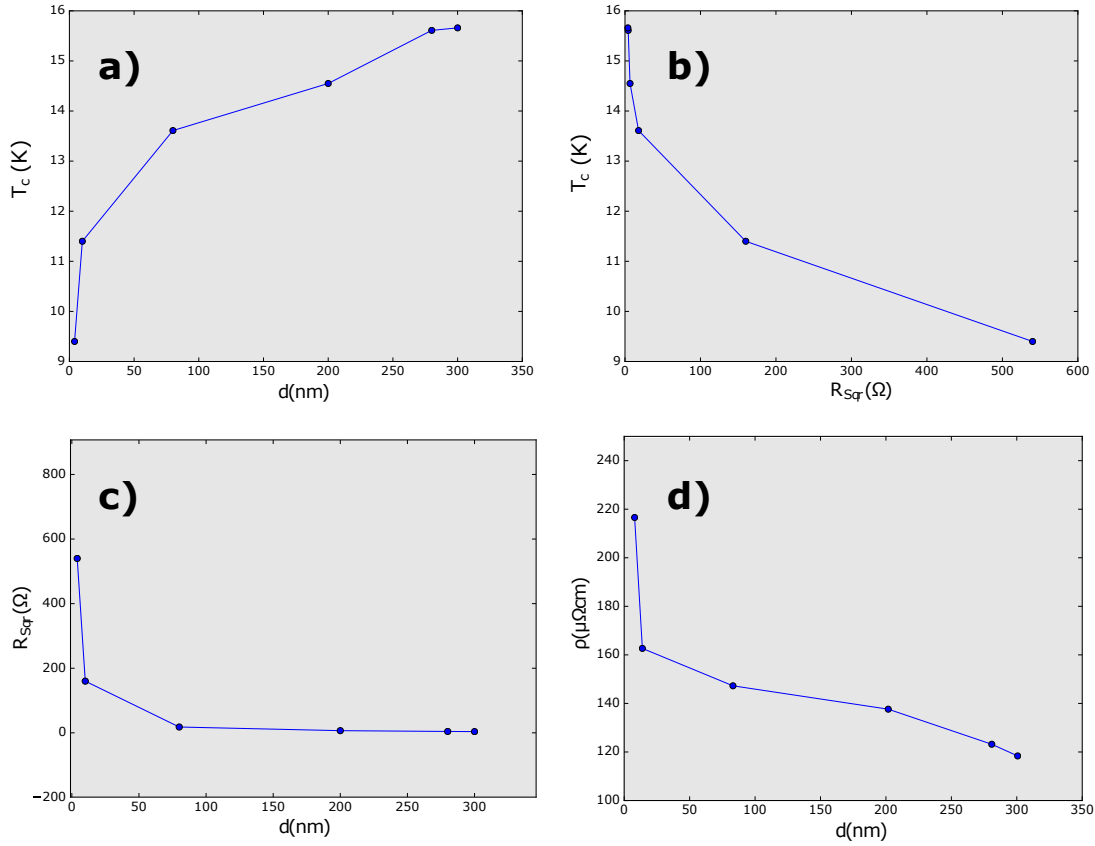 a)
16
15
14
13
12
11
10
9
T_c (K)
0 50 100 150 200 250 300 350
d(nm)
b)
16
15
14
13
12
11
10
9
T_c (K)
0 100 200 300 400 500 600
R_Sqr(Ω)
c)
800
600
400
200
0
−200
R_Sqr(Ω)
0 50 100 150 200 250 300
d(nm)
d)
240
220
200
180
160
140
120
100
ρ(μΩcm)
0 50 100 150 200 250 300 350
d(nm)